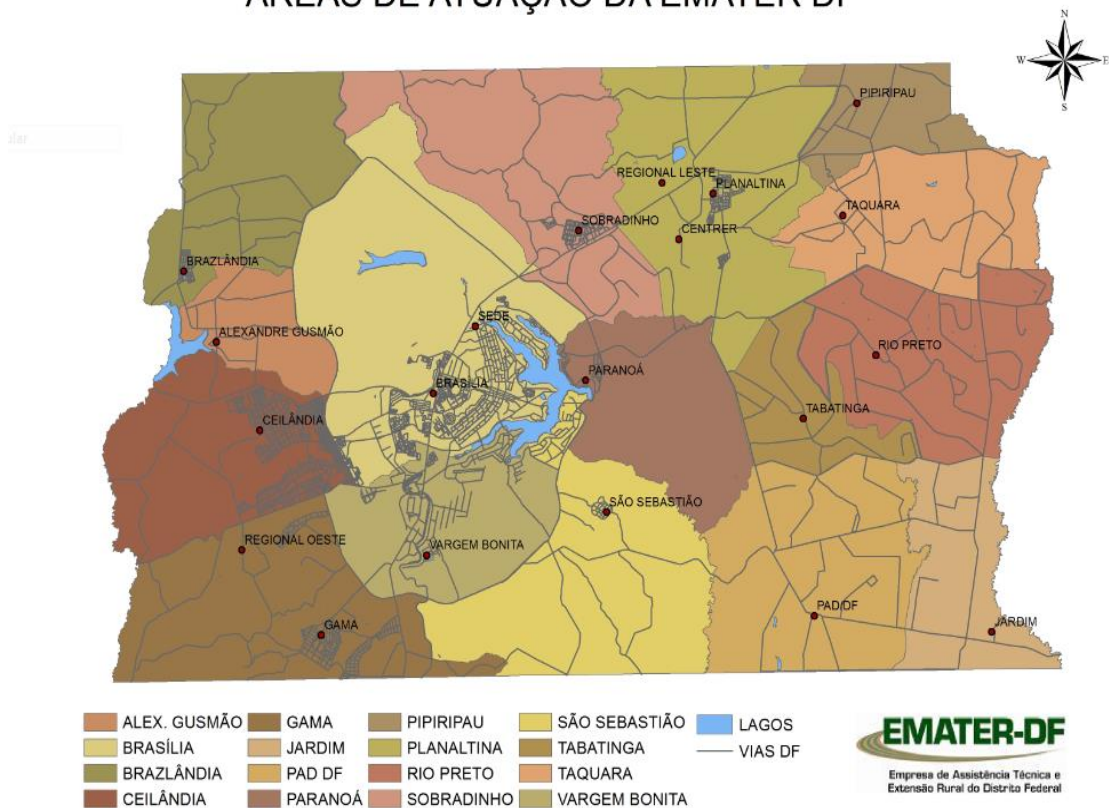 ÁREAS DE ATUAÇÃO DA EMATER-DF
N
W
E
S
PIPIRIPAU
REGIONAL LESTE
PLANALTINA
TAQUARA
SOBRADINHO
CENTRER
BRAZLÂNDIA
SEDE
ALEXANDRE GUSMÃO
RIO PRETO
PARANOÁ
BRASÍLIA
TABATINGA
CEILÂNDIA
SÃO SEBASTIÃO
REGIONAL OESTE
VARGEM BONITA
PAD/DF
JARDIM
GAMA
ALEX. GUSMÃO
BRASÍLIA
BRAZLÂNDIA
CEILÂNDIA
GAMA
JARDIM
PAD DF
PARANOÁ
PIPIRIPAU
PLANALTINA
RIO PRETO
SOBRADINHO
SÃO SEBASTIÃO
TABATINGA
TAQUARA
VARGEM BONITA
LAGOS
VIAS DF
EMATER-DF
Empresa de Assistência Técnica e
Extensão Rural do Distrito Federal